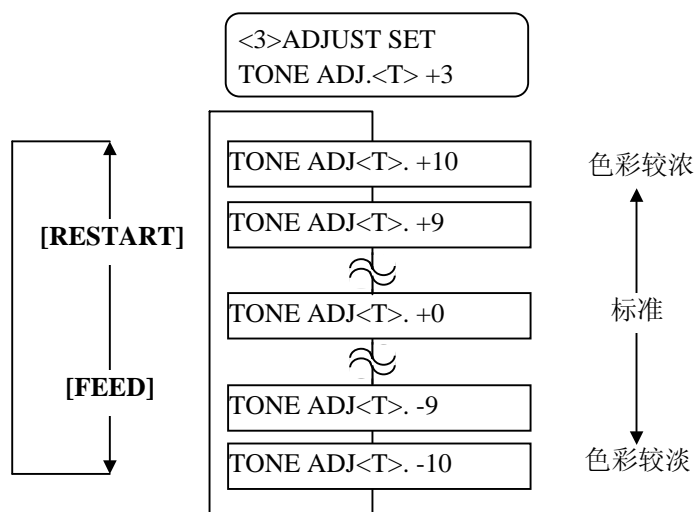 <3>ADJUST SET
TONE ADJ.<T> +3
TONE ADJ<T>. +10
色彩较浓
[RESTART]
TONE ADJ<T>. +9
TONE ADJ<T>. +0
标准
[FEED]
TONE ADJ<T>. -9
TONE ADJ<T>. -10
色彩较淡